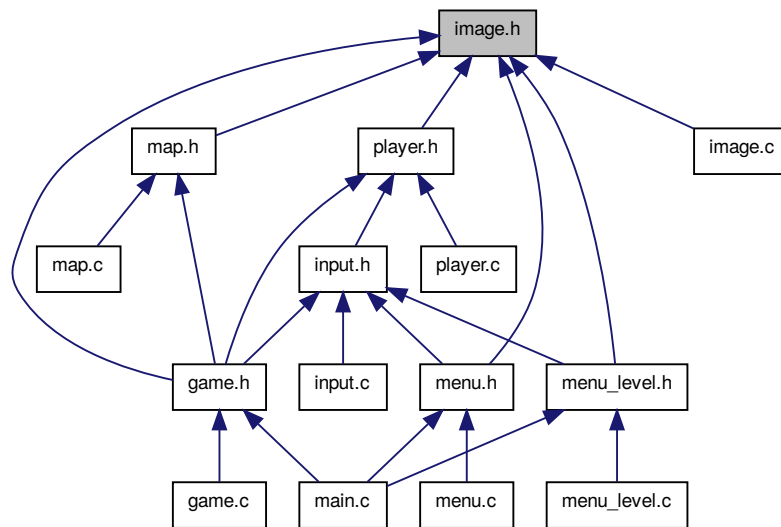 image.h
map.h
player.h
image.c
map.c
input.h
player.c
game.h
input.c
menu.h
menu_level.h
game.c
main.c
menu.c
menu_level.c